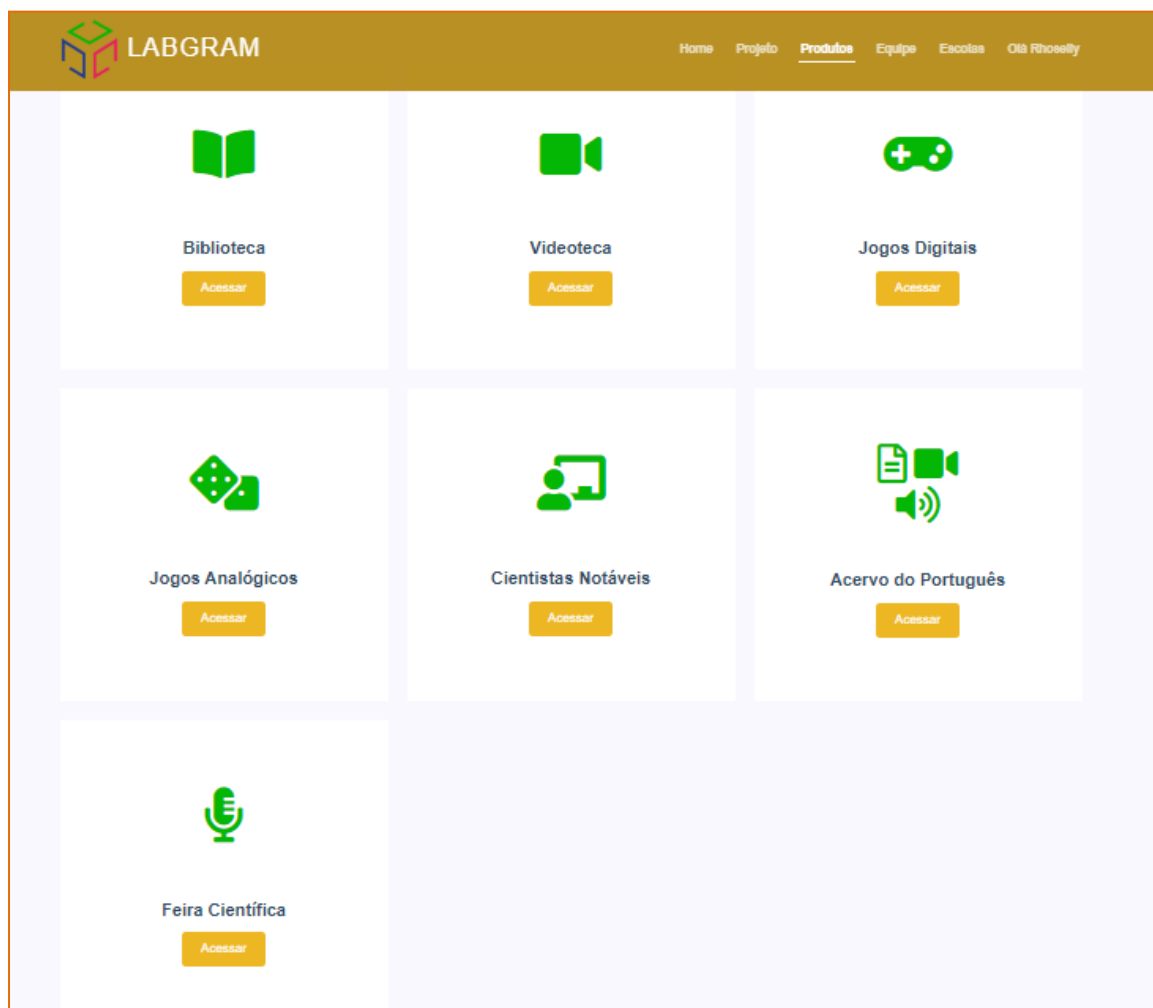 LABGRAM
Home Projeto Produtos Equipe Escolas Olá Rhoselly
Biblioteca Videoteca Jogos Digitais
Acessar Acessar Acessar
Jogos Analógicos Cientistas Notáveis Acervo do Português
Acessar Acessar Acessar
Feira Científica
Acessar